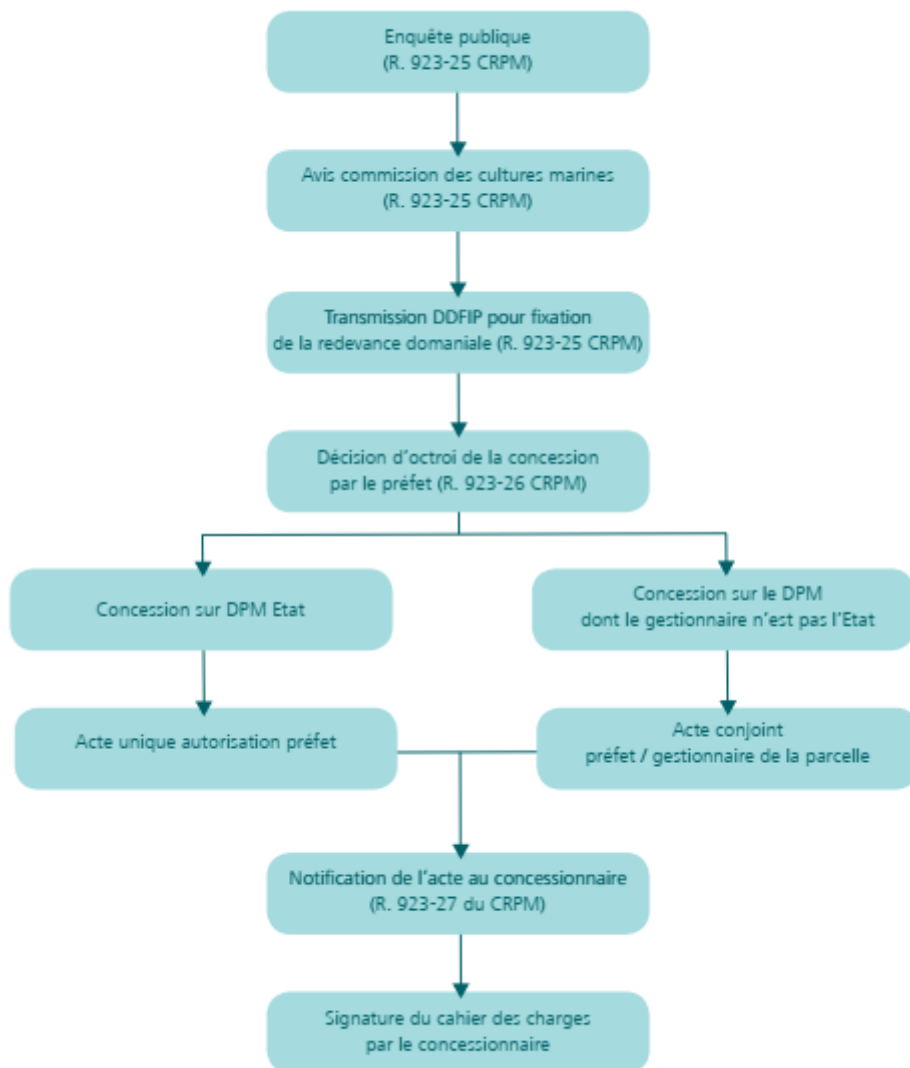 Enquête publique
(R. 923-25 CRPM)
Avis commission des cultures marines
(R. 923-25 CRPM)
Transmission DDFIP pour fixation
de la redevance domaniale (R. 923-25 CRPM)
Décision d'octroi de la concession
par le préfet (R. 923-26 CRPM)
Concession sur DPM Etat
Concession sur le DPM
dont le gestionnaire n'est pas l'Etat
Acte unique autorisation préfet
Acte conjoint
préfet / gestionnaire de la parcelle
Notification de l'acte au concessionnaire
(R. 923-27 du CRPM)
Signature du cahier des charges
par le concessionnaire